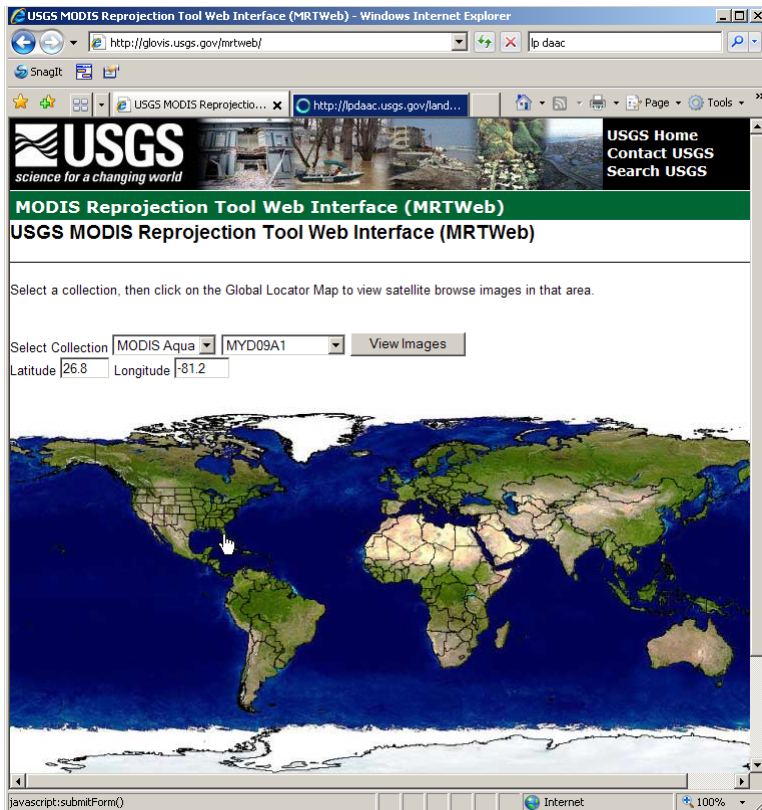 USGS MODIS Reprojection Tool Web Interface (MRTWeb) - Windows Internet Explorer
http://glovis.usgs.gov/mrtweb/
lp daac
SnagIt
USGS MODIS Reprojectio...
http://lpdaac.usgs.gov/land...
Page
Tools
»
USGS
science for a changing world
USGS Home
Contact USGS
Search USGS
MODIS Reprojection Tool Web Interface (MRTWeb)
USGS MODIS Reprojection Tool Web Interface (MRTWeb)
Select a collection, then click on the Global Locator Map to view satellite browse images in that area.
Select Collection MODIS Aqua MYD09A1 View Images
Latitude 26.8 Longitude -81.2
javascript:submitForm()
Internet
100%